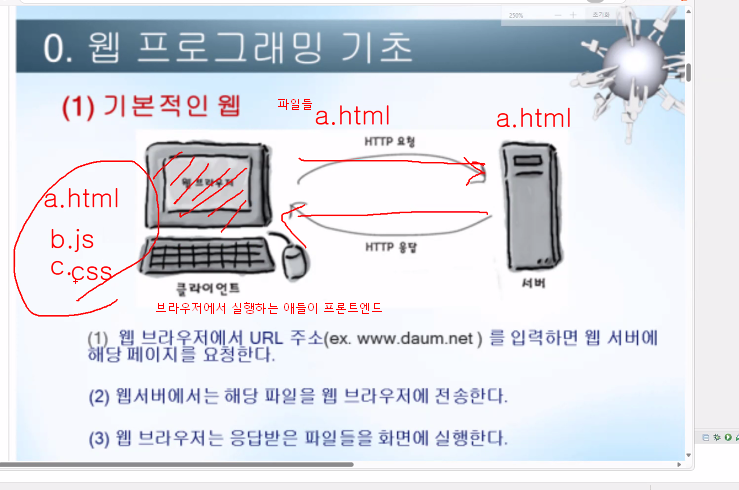 250%
초기화
0. 웹 프로그래밍 기초
(1) 기본적인 웹
파일들
a.html
a.html
HTTP 요청
웹 브라우저
a.html
b.js
c.css
HTTP 응답
클라이언트
서버
브라우저에서 실행하는 애들이 프론트엔드
(1) 웹 브라우저에서 URL 주소(ex. www.daum.net ) 를 입력하면 웹 서버에
해당 페이지를 요청한다.
(2) 웹서버에서는 해당 파일을 웹 브라우저에 전송한다.
(3) 웹 브라우저는 응답받은 파일들을 화면에 실행한다.